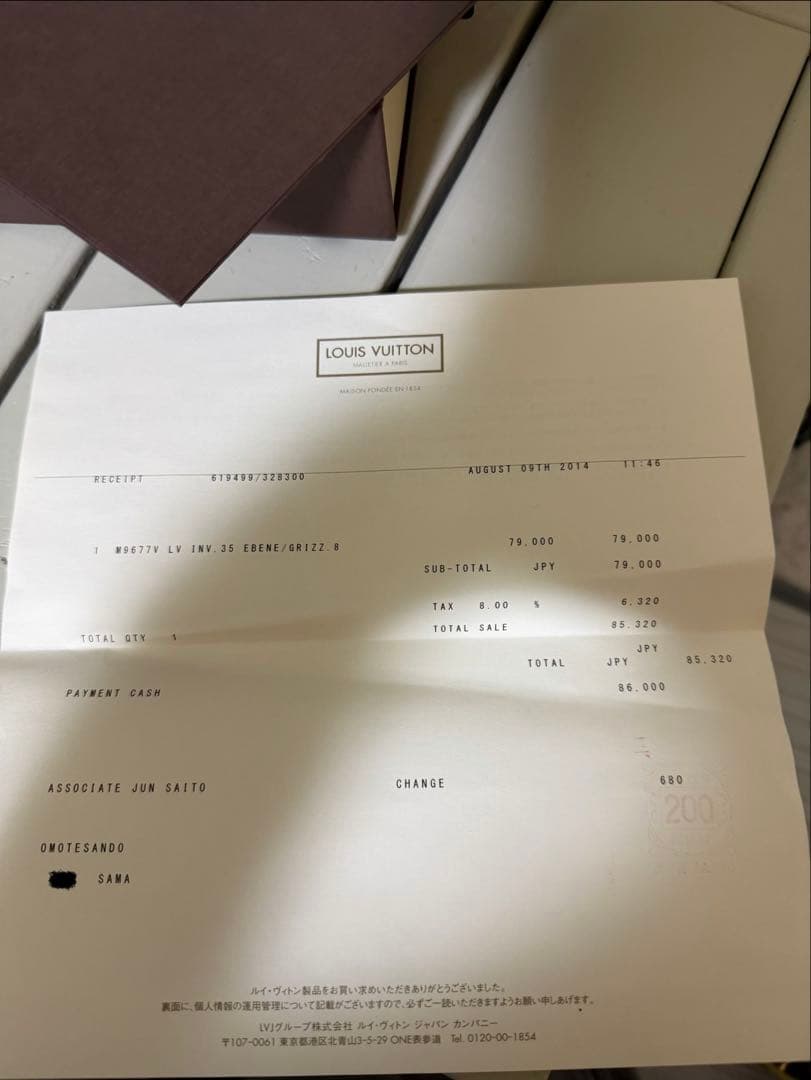 LOUIS VUITTON
MALLETIER A PARIS
MAISON FONDÉE EN 1854
RECEIPT 619499/328300 AUGUST 09TH 2014 11:46
1 M9677V LV INV.35 EBENE/GRIZZ.8 79,000 79,000
SUB-TOTAL JPY 79,000
TAX 8.00 % 6,320
TOTAL QTY 1 TOTAL SALE 85,320
JPY
TOTAL JPY 85,320
PAYMENT CASH 86,000
ASSOCIATE JUN SAITO CHANGE 680
200
OMOTESANDO
SAMA
ルイ・ヴィトン製品をお買い求めいただきありがとうございました。
裏面に、個人情報の運用管理について記載がございますので、必ずご一読いただきますようお願い申しあげます。
LVJグループ株式会社 ルイ・ヴィトン ジャパン カンパニー
〒107-0061 東京都港区北青山3-5-29 ONE表参道 Tel. 0120-00-1854